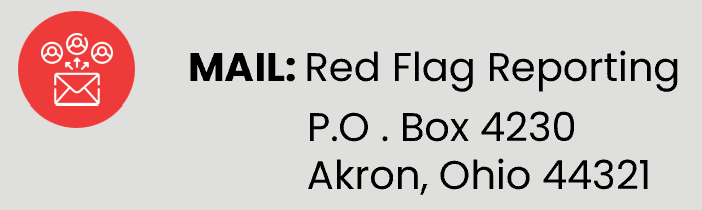 MAIL: Red Flag Reporting
P.O . Box 4230
Akron, Ohio 44321